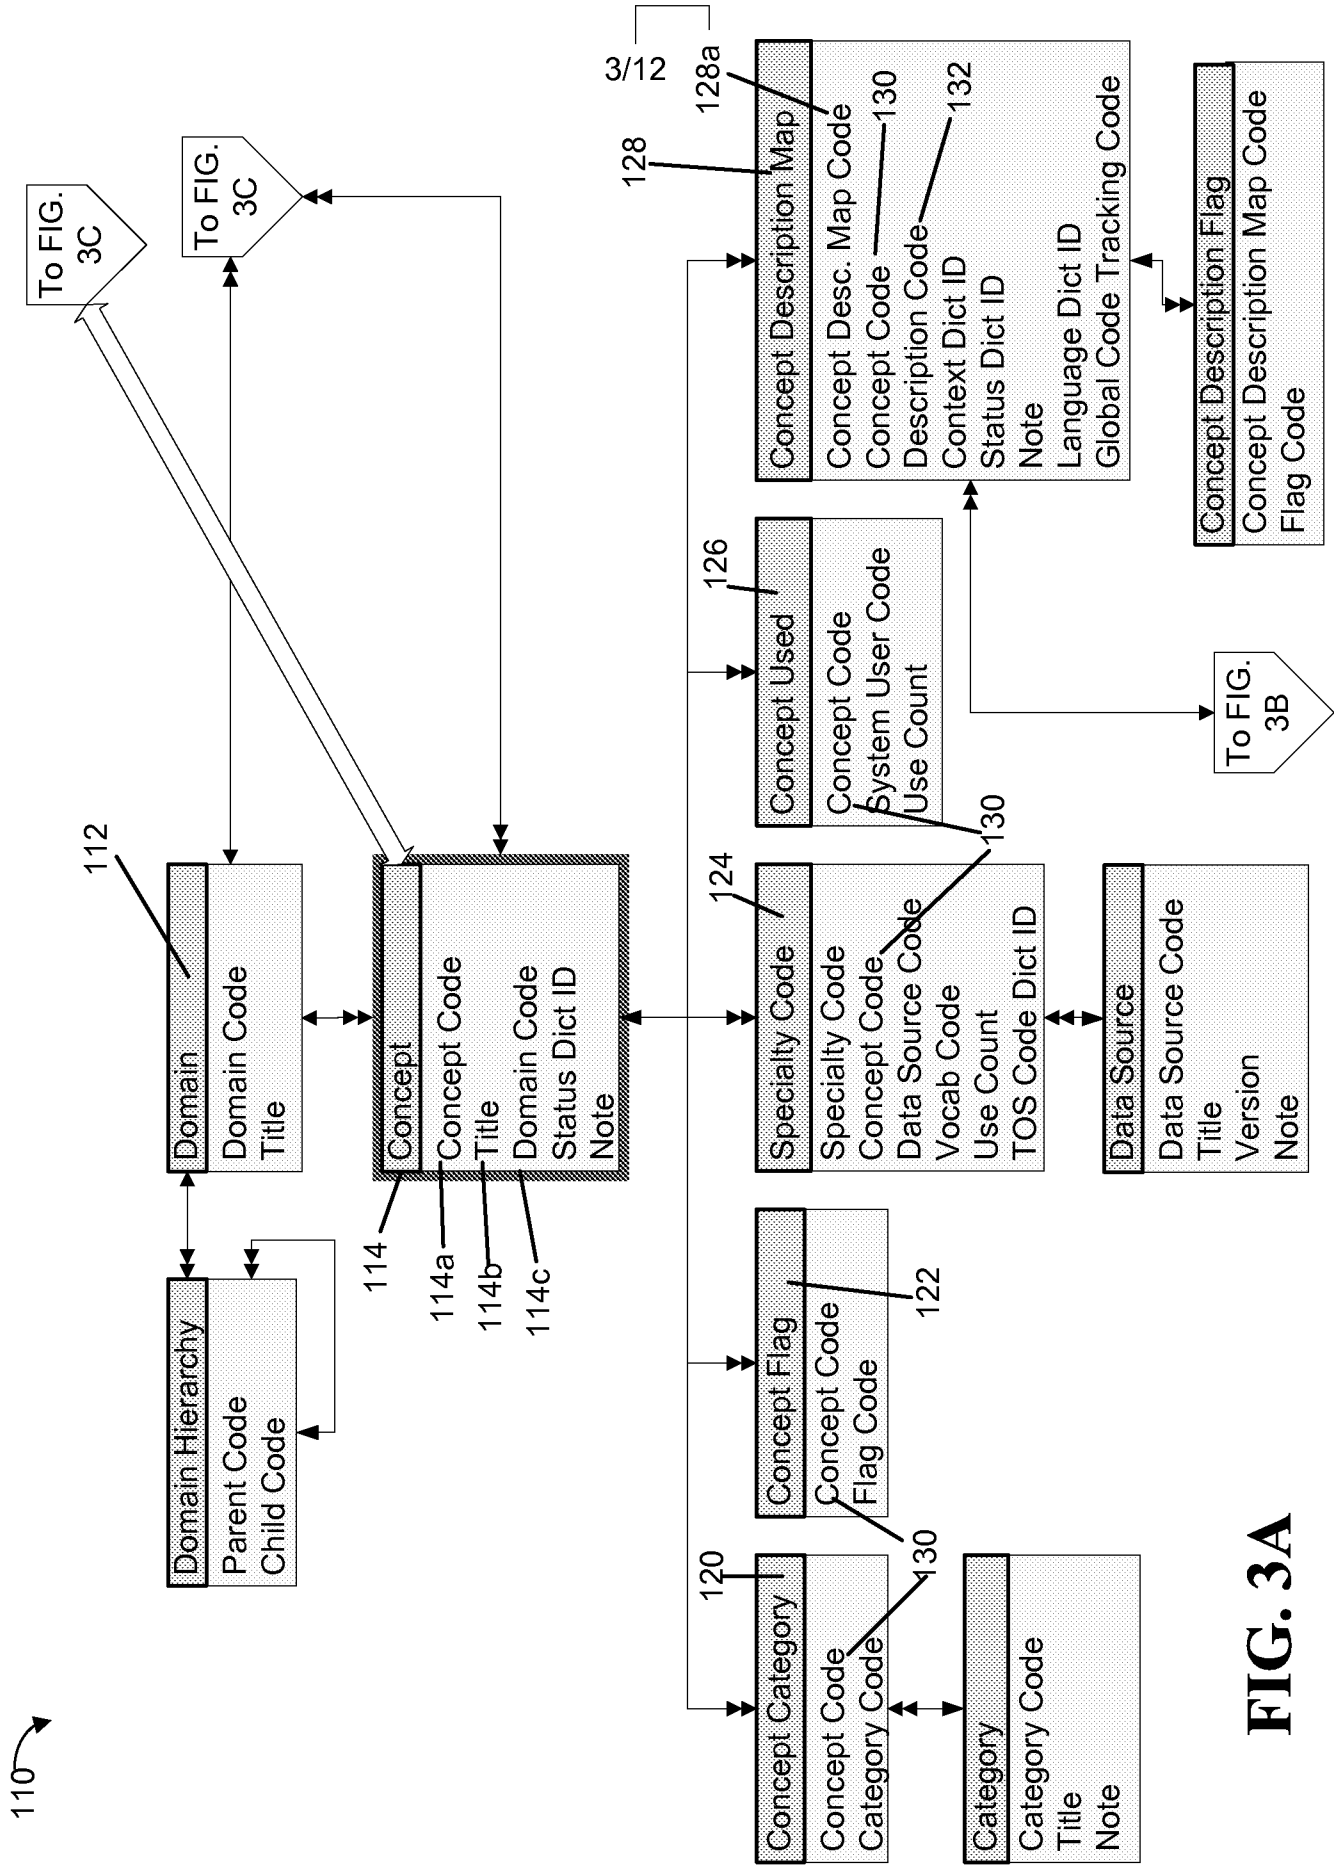 3/12
110
To FIG.
3C
To FIG.
3C
112
Domain Hierarchy
Parent Code
Child Code
Domain
Domain Code
Title
114
114a
114b
114c
Concept
Concept Code
Title
Domain Code
Status Dict ID
Note
120
Concept Category
Concept Code
Category Code
130
Category
Category Code
Title
Note
122
Concept Flag
Concept Code
Flag Code
124
Specialty Code
Specialty Code
Concept Code
Data Source Code
Vocab Code
Use Count
TOS Code Dict ID
130
Data Source
Data Source Code
Title
Version
Note
126
Concept Used
Concept Code
System User Code
Use Count
128
128a
Concept Description Map
Concept Desc. Map Code
Concept Code
130
Description Code
132
Context Dict ID
Status Dict ID
Note
Language Dict ID
Global Code Tracking Code
To FIG.
3B
Concept Description Flag
Concept Description Map Code
Flag Code
FIG. 3A